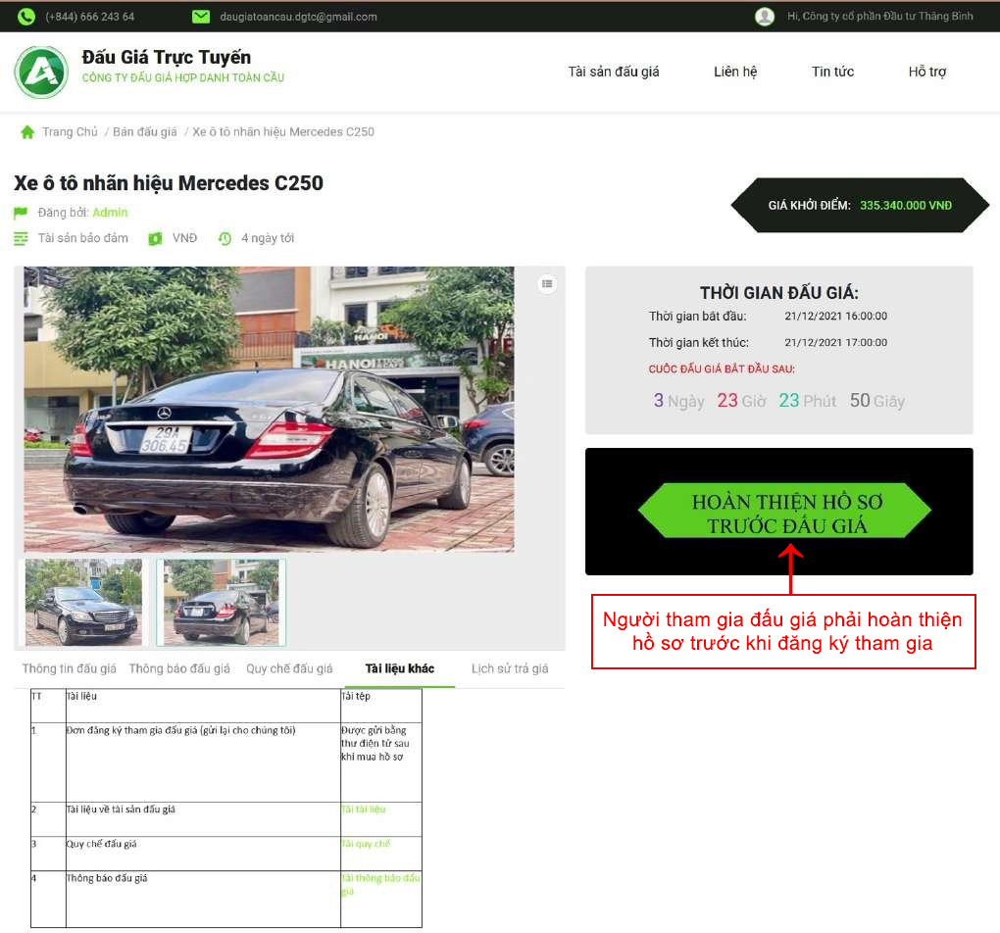 (+844) 666 243 64
daugiatoancau.dgtc@gmail.com
Hi, Công ty cổ phần Đầu tư Thăng Bình
Đấu Giá Trực Tuyến
CÔNG TY ĐẤU GIÁ HỢP DANH TOÀN CẦU
Tài sản đấu giá
Liên hệ
Tin tức
Hỗ trợ
Trang Chủ / Bán đấu giá / Xe ô tô nhãn hiệu Mercedes C250
Xe ô tô nhãn hiệu Mercedes C250
Đăng bởi: Admin
Tài sản bảo đảm
VNĐ
4 ngày tới
GIÁ KHỞI ĐIỂM: 335.340.000 VNĐ
HANOI
HANOI
29A
306.45
THỜI GIAN ĐẤU GIÁ:
Thời gian bắt đầu: 21/12/2021 16:00:00
Thời gian kết thúc: 21/12/2021 17:00:00
CUỘC ĐẤU GIÁ BẮT ĐẦU SAU:
3 Ngày 23 Giờ 23 Phút 50 Giây
HOÀN THIỆN HỒ SƠ
TRƯỚC ĐẤU GIÁ
Người tham gia đấu giá phải hoàn thiện
hồ sơ trước khi đăng ký tham gia
Thông tin đấu giá
Thông báo đấu giá
Quy chế đấu giá
Tài liệu khác
Lịch sử trả giá
TT Tài liệu Tải tệp
1 Đơn đăng ký tham gia đấu giá (gửi lại cho chúng tôi) Được gửi bằng
thư điện tử sau
khi mua hồ sơ
2 Tài liệu về tài sản đấu giá Tải tài liệu
3 Quy chế đấu giá Tải quy chế
4 Thông báo đấu giá Tải thông báo đấu
giá